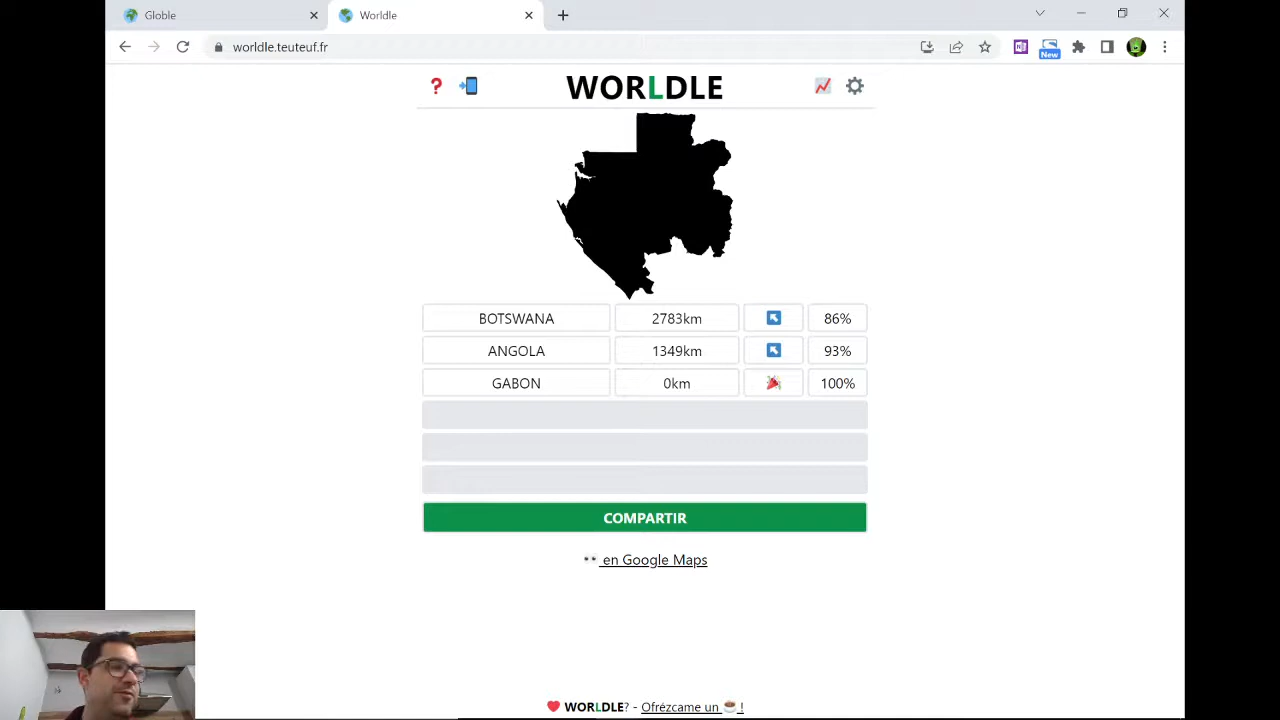 Globle
Worldle
worldle.teuteuf.fr
New
WORLDLE
BOTSWANA 2783km 86%
ANGOLA 1349km 93%
GABON 0km 100%
COMPARTIR
en Google Maps
WORLDLE? - Ofrézcame un !